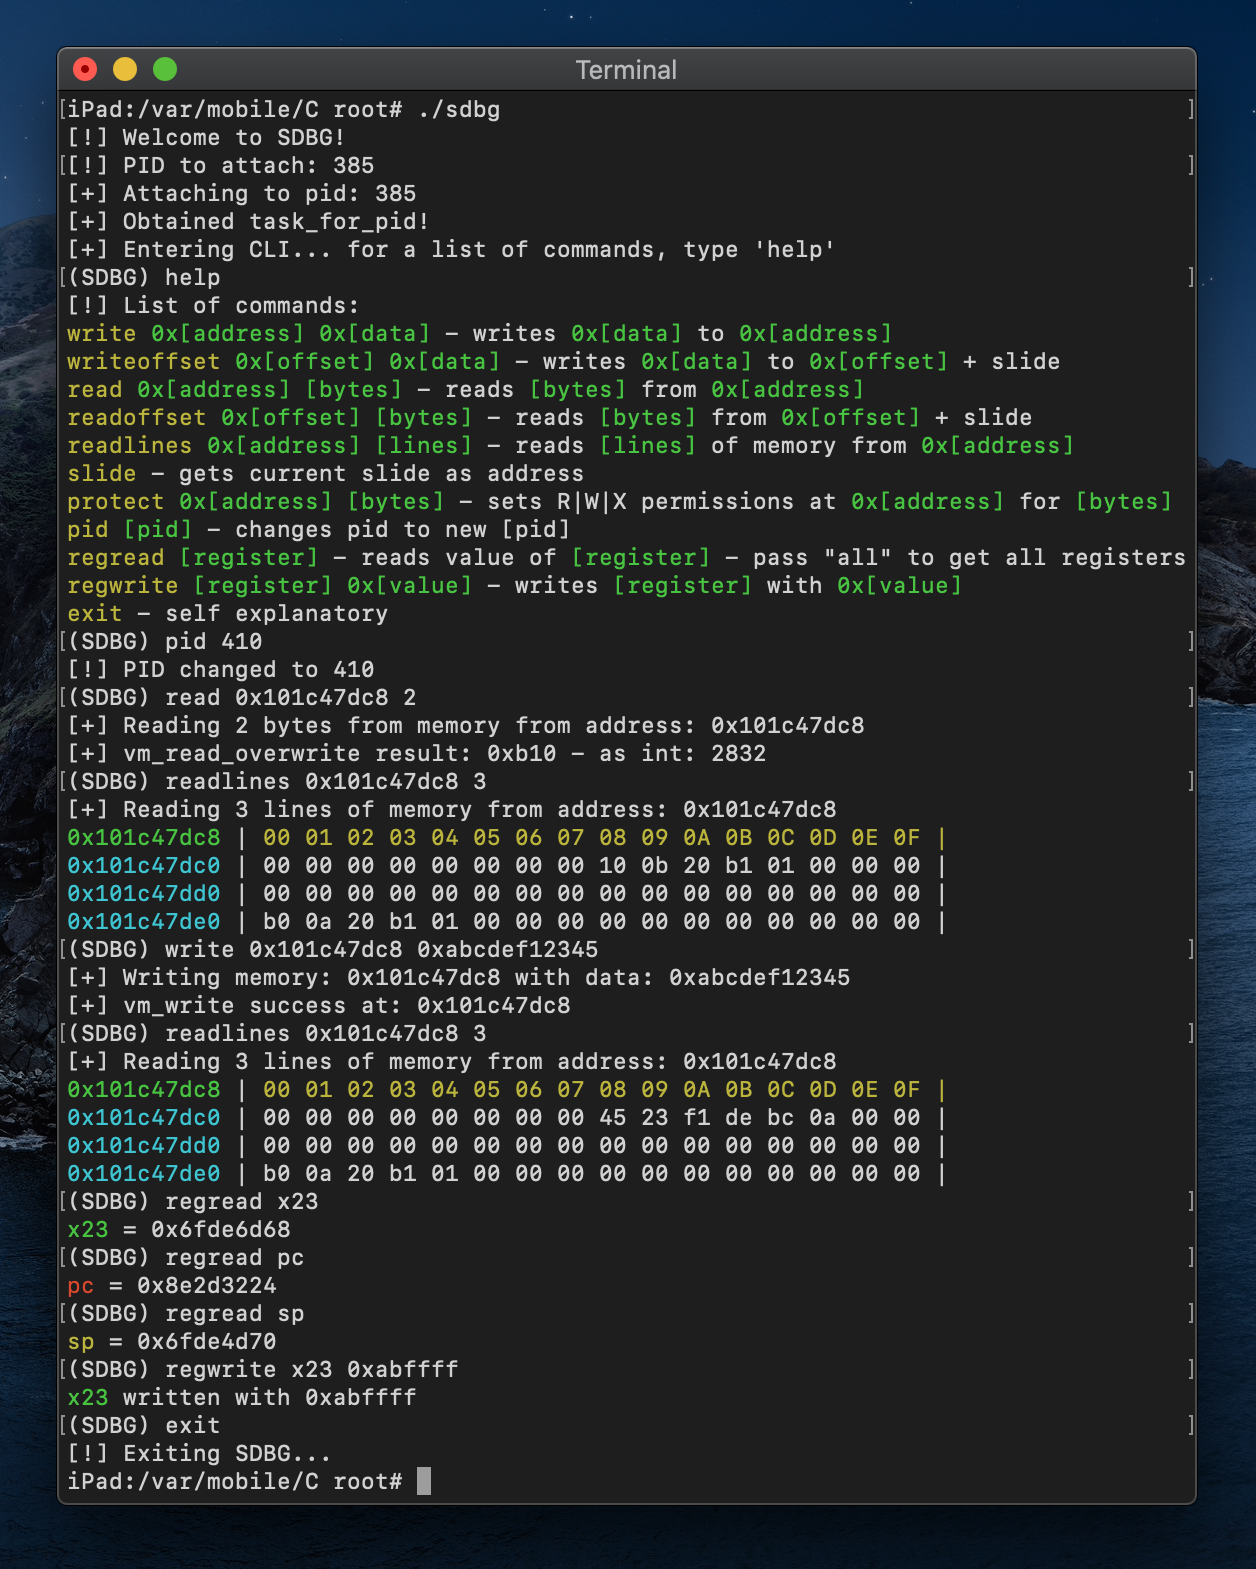 Terminal
[iPad:/var/mobile/C root# ./sdbg ]
[!] Welcome to SDBG!
[[!] PID to attach: 385 ]
[+] Attaching to pid: 385
[+] Obtained task_for_pid!
[+] Entering CLI... for a list of commands, type 'help'
[(SDBG) help ]
[!] List of commands:
write 0x[address] 0x[data] – writes 0x[data] to 0x[address]
writeoffset 0x[offset] 0x[data] – writes 0x[data] to 0x[offset] + slide
read 0x[address] [bytes] – reads [bytes] from 0x[address]
readoffset 0x[offset] [bytes] – reads [bytes] from 0x[offset] + slide
readlines 0x[address] [lines] – reads [lines] of memory from 0x[address]
slide – gets current slide as address
protect 0x[address] [bytes] – sets R|W|X permissions at 0x[address] for [bytes]
pid [pid] – changes pid to new [pid]
regread [register] – reads value of [register] – pass "all" to get all registers
regwrite [register] 0x[value] – writes [register] with 0x[value]
exit – self explanatory
[(SDBG) pid 410 ]
[!] PID changed to 410
[(SDBG) read 0x101c47dc8 2 ]
[+] Reading 2 bytes from memory from address: 0x101c47dc8
[+] vm_read_overwrite result: 0xb10 – as int: 2832
[(SDBG) readlines 0x101c47dc8 3 ]
[+] Reading 3 lines of memory from address: 0x101c47dc8
0x101c47dc8 | 00 01 02 03 04 05 06 07 08 09 0A 0B 0C 0D 0E 0F |
0x101c47dc0 | 00 00 00 00 00 00 00 00 10 0b 20 b1 01 00 00 00 |
0x101c47dd0 | 00 00 00 00 00 00 00 00 00 00 00 00 00 00 00 00 |
0x101c47de0 | b0 0a 20 b1 01 00 00 00 00 00 00 00 00 00 00 00 |
[(SDBG) write 0x101c47dc8 0xabcdef12345 ]
[+] Writing memory: 0x101c47dc8 with data: 0xabcdef12345
[+] vm_write success at: 0x101c47dc8
[(SDBG) readlines 0x101c47dc8 3 ]
[+] Reading 3 lines of memory from address: 0x101c47dc8
0x101c47dc8 | 00 01 02 03 04 05 06 07 08 09 0A 0B 0C 0D 0E 0F |
0x101c47dc0 | 00 00 00 00 00 00 00 00 45 23 f1 de bc 0a 00 00 |
0x101c47dd0 | 00 00 00 00 00 00 00 00 00 00 00 00 00 00 00 00 |
0x101c47de0 | b0 0a 20 b1 01 00 00 00 00 00 00 00 00 00 00 00 |
[(SDBG) regread x23 ]
x23 = 0x6fde6d68
[(SDBG) regread pc ]
pc = 0x8e2d3224
[(SDBG) regread sp ]
sp = 0x6fde4d70
[(SDBG) regwrite x23 0xabffff ]
x23 written with 0xabffff
[(SDBG) exit ]
[!] Exiting SDBG...
iPad:/var/mobile/C root#